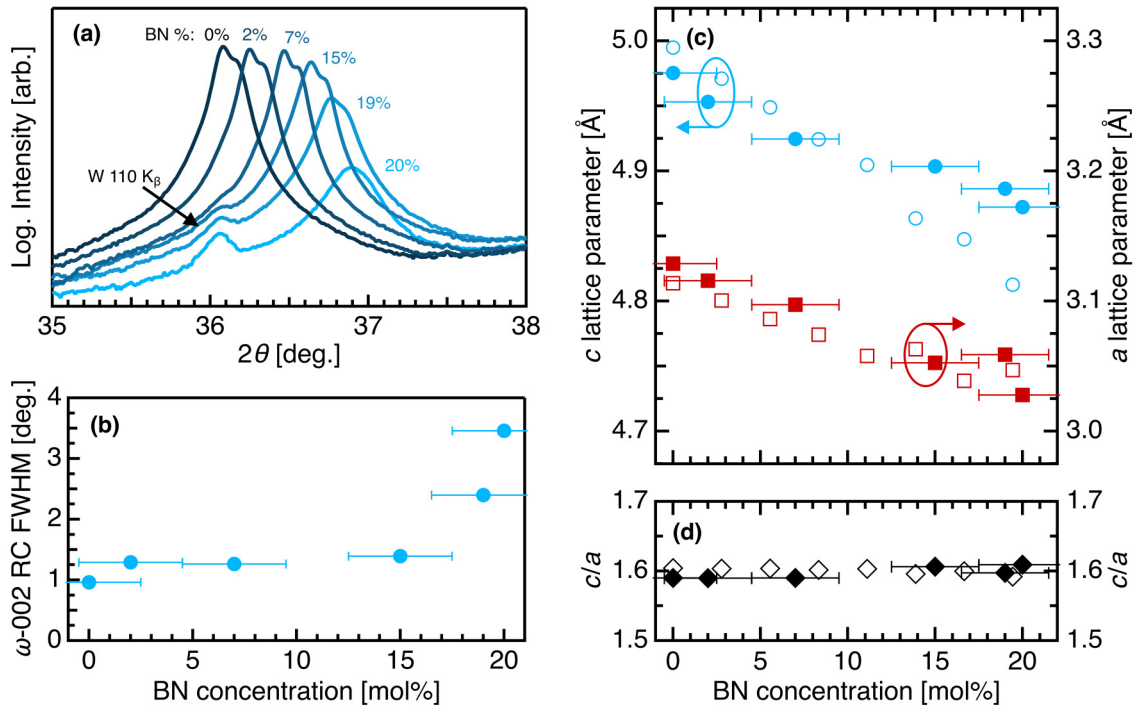 (a)
BN %: 0% 2% 7%
15%
19%
20%
W 110 Kβ
Log. Intensity [arb.]
35 36 37 38
2θ [deg.]
(b)
ω-002 RC FWHM [deg.]
4
3
2
1
0
0 5 10 15 20
BN concentration [mol%]
(c)
c lattice parameter [Å]
5.0
4.9
4.8
4.7
3.3
3.2
3.1
3.0
a lattice parameter [Å]
(d)
c/a
1.7
1.6
1.5
1.7
1.6
1.5
c/a
0 5 10 15 20
BN concentration [mol%]